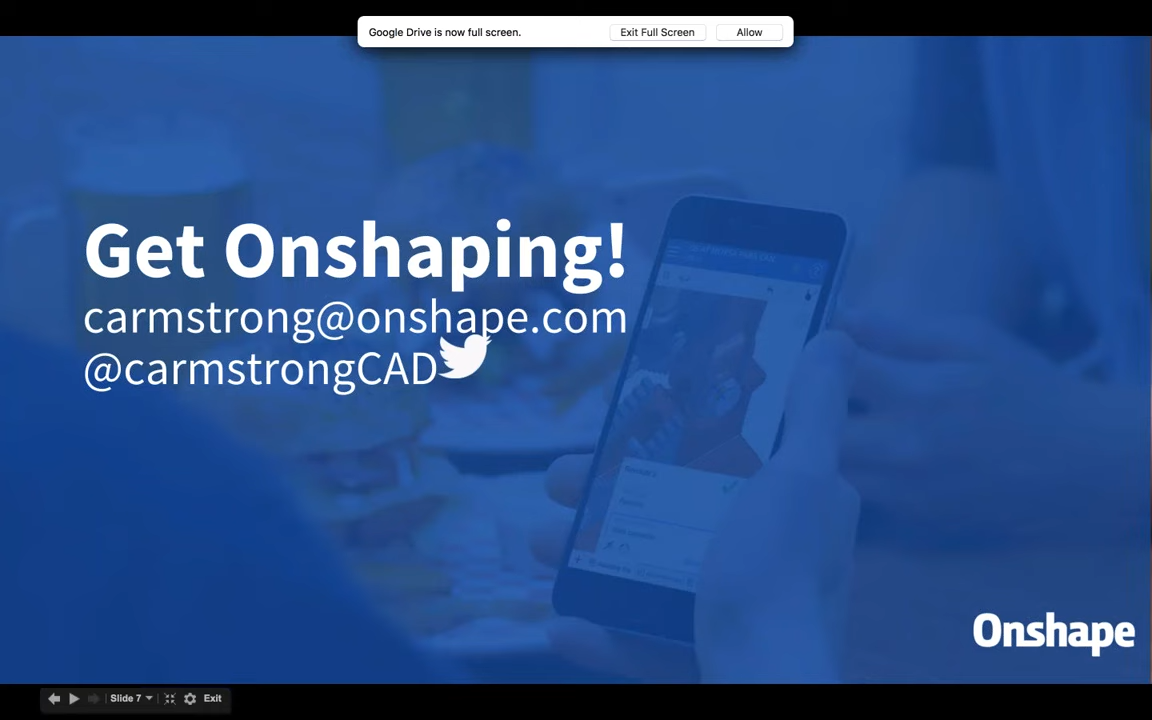 Google Drive is now full screen. Exit Full Screen Allow
Get Onshaping!
carmstrong@onshape.com
@carmstrongCAD
Onshape
Slide 7 Exit